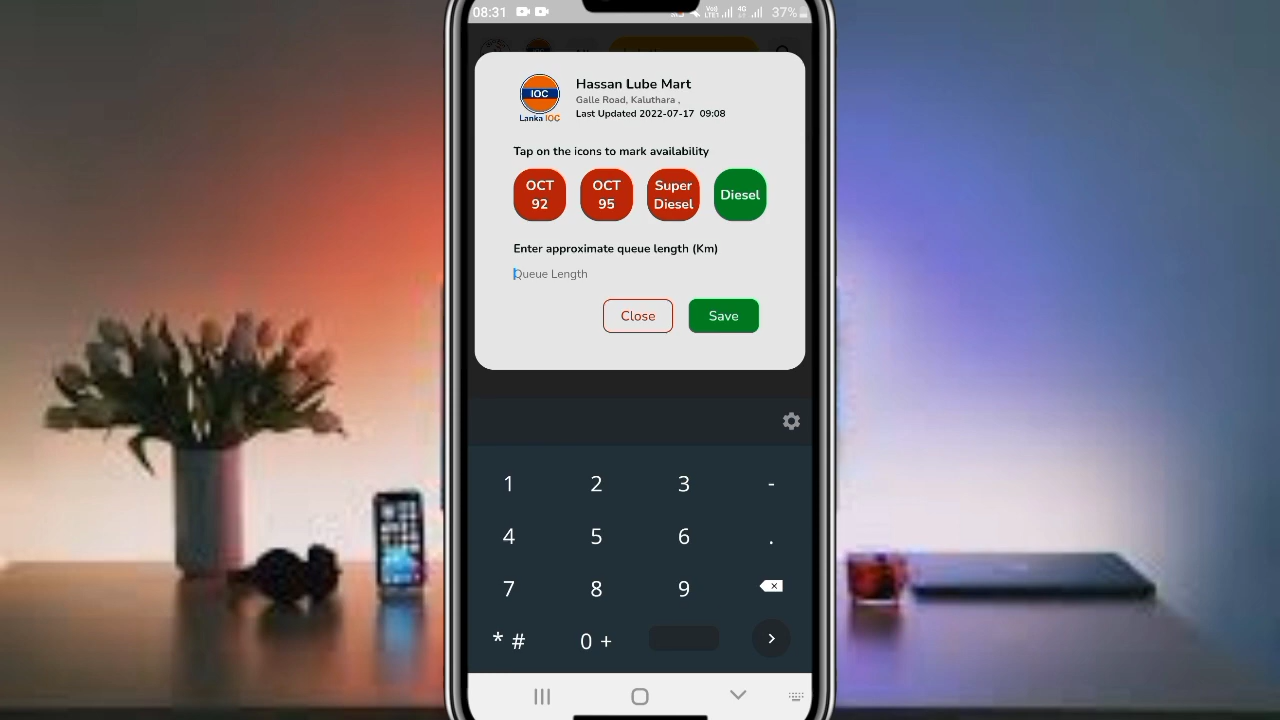 08:31
VoLTE1 4G 37%
IOC
Lanka IOC
Hassan Lube Mart
Galle Road, Kaluthara ,
Last Updated 2022-07-17 09:08
Tap on the icons to mark availability
OCT 92
OCT 95
Super Diesel
Diesel
Enter approximate queue length (Km)
Queue Length
Close Save
1 2 3 -
4 5 6 .
7 8 9
* # 0 +